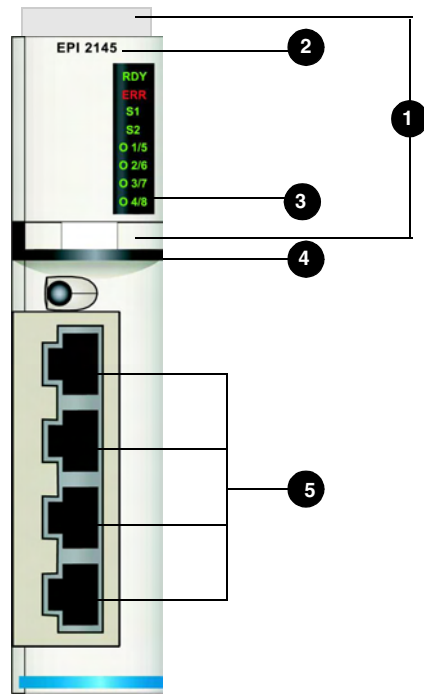 EPI 2145
2
RDY
ERR
S1
S2
1
O 1/5
O 2/6
O 3/7
O 4/8
3
4
5